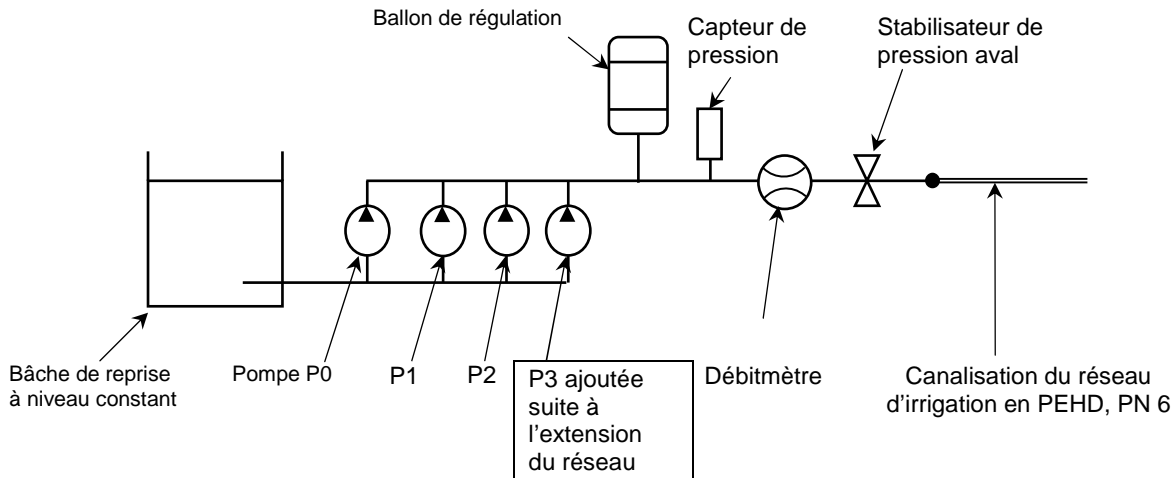 Ballon de régulation
Capteur de
pression
Stabilisateur de
pression aval
Bâche de reprise
à niveau constant
Pompe P0
P1
P2
P3 ajoutée
suite à
l'extension
du réseau
Débitmètre
Canalisation du réseau
d'irrigation en PEHD, PN 6